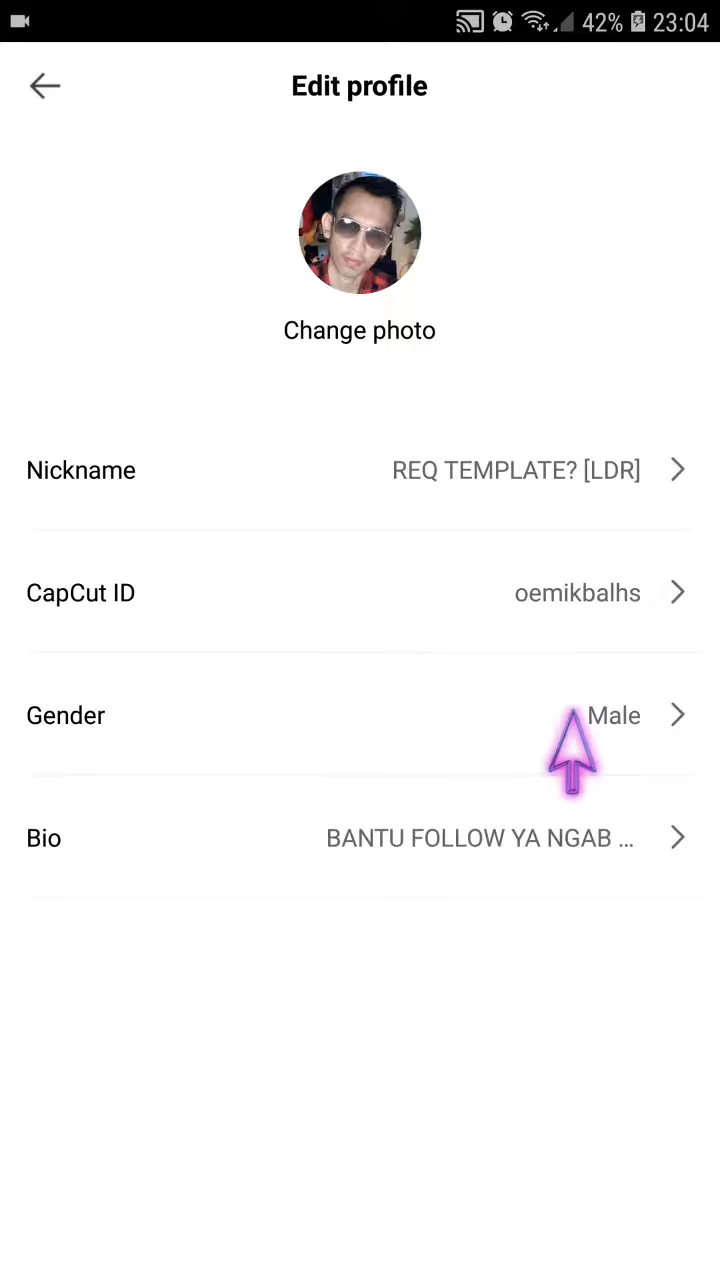 42% 23:04
Edit profile
Change photo
Nickname REQ TEMPLATE? [LDR]
CapCut ID oemikbalhs
Gender Male
Bio BANTU FOLLOW YA NGAB ...